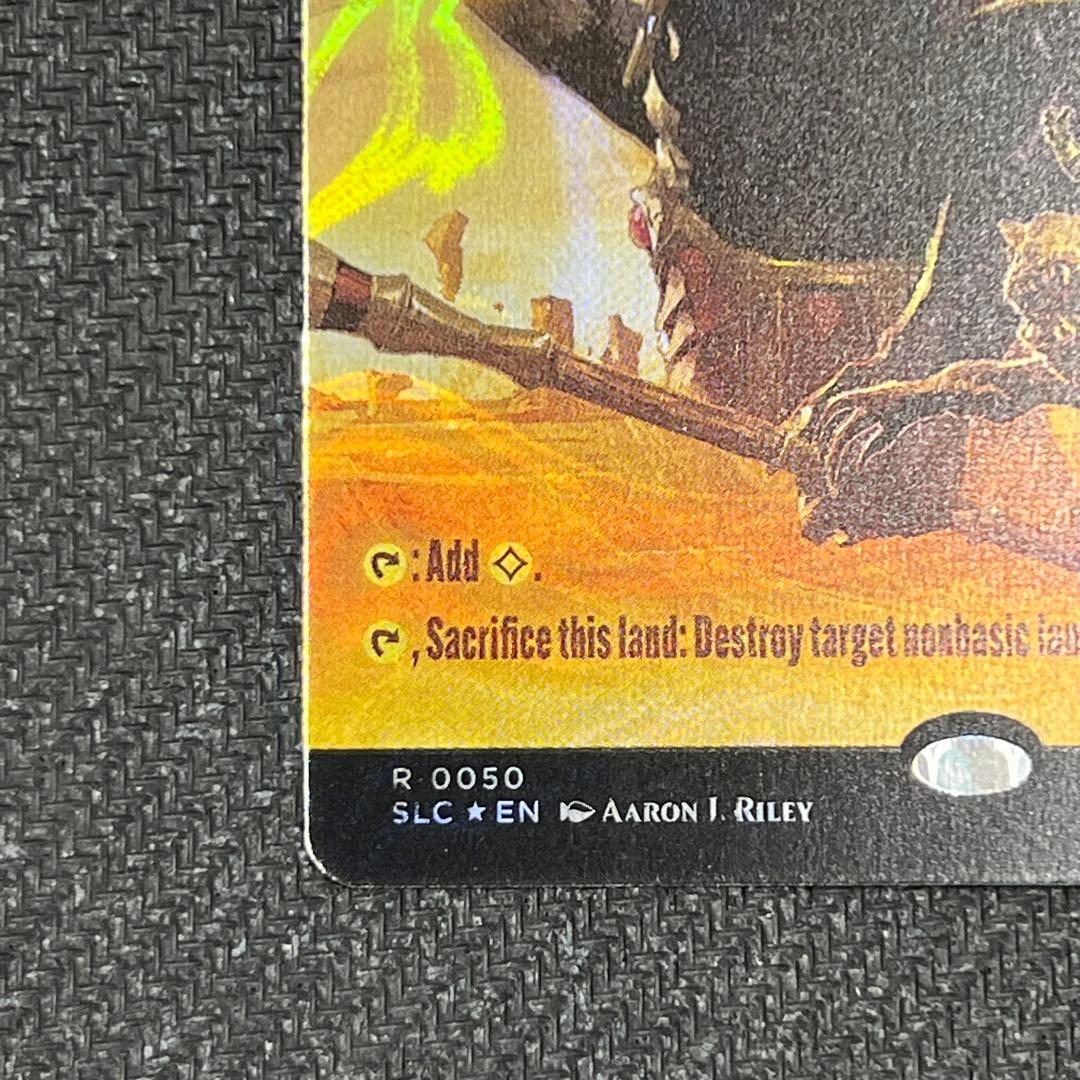 : Add .
, Sacrifice this land: Destroy target nonbasic
R 0050
SLC ★ EN AARON J. RILEY